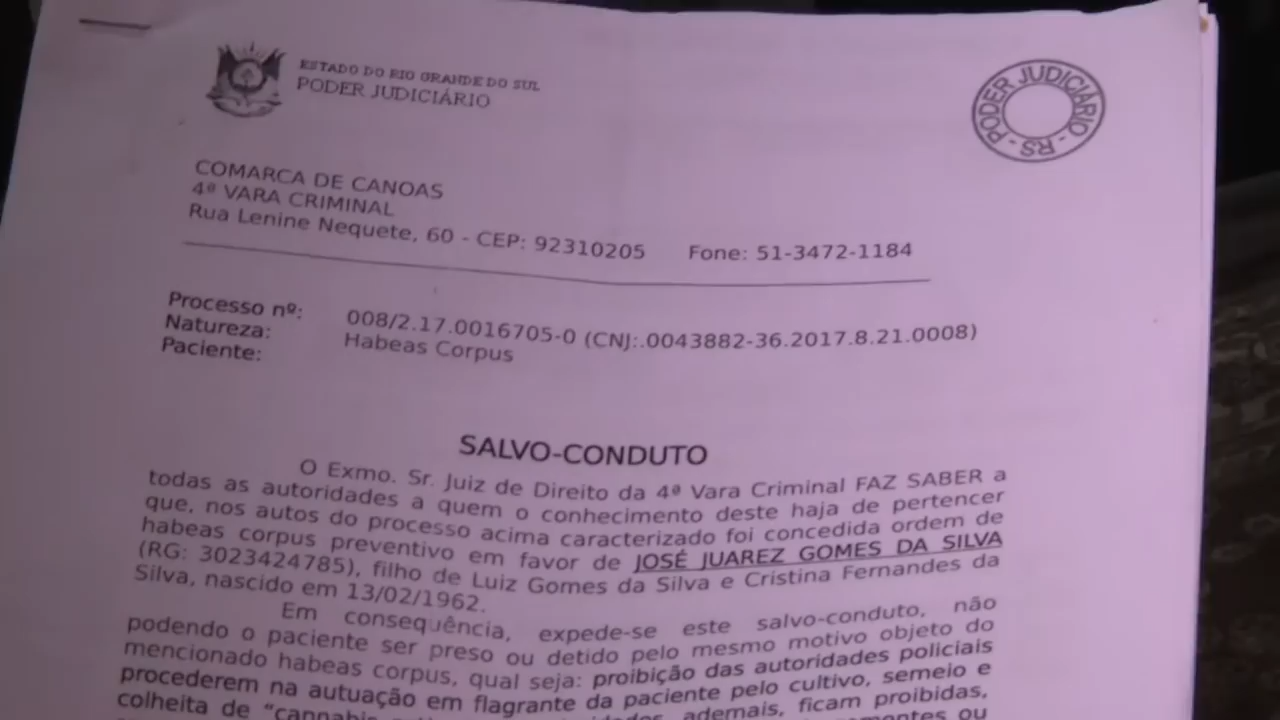 ESTADO DO RIO GRANDE DO SUL
PODER JUDICIÁRIO
PODER JUDICIÁRIO - RS -
COMARCA DE CANOAS
4ª VARA CRIMINAL
Rua Lenine Nequete, 60 - CEP: 92310205 Fone: 51-3472-1184
Processo nº: 008/2.17.0016705-0 (CNJ:.0043882-36.2017.8.21.0008)
Natureza: Habeas Corpus
Paciente:
SALVO-CONDUTO
O Exmo. Sr. Juiz de Direito da 4ª Vara Criminal FAZ SABER a
todas as autoridades a quem o conhecimento deste haja de pertencer
que, nos autos do processo acima caracterizado foi concedida ordem de
habeas corpus preventivo em favor de JOSÉ JUAREZ GOMES DA SILVA
(RG: 3023424785), filho de Luiz Gomes da Silva e Cristina Fernandes da
Silva, nascido em 13/02/1962.
Em consequência, expede-se este salvo-conduto, não
podendo o paciente ser preso ou detido pelo mesmo motivo objeto do
mencionado habeas corpus, qual seja: proibição das autoridades policiais
procederem na autuação em flagrante da paciente pelo cultivo, semeio e
colheita de "cannabis ademais, ficam proibidas,
ou